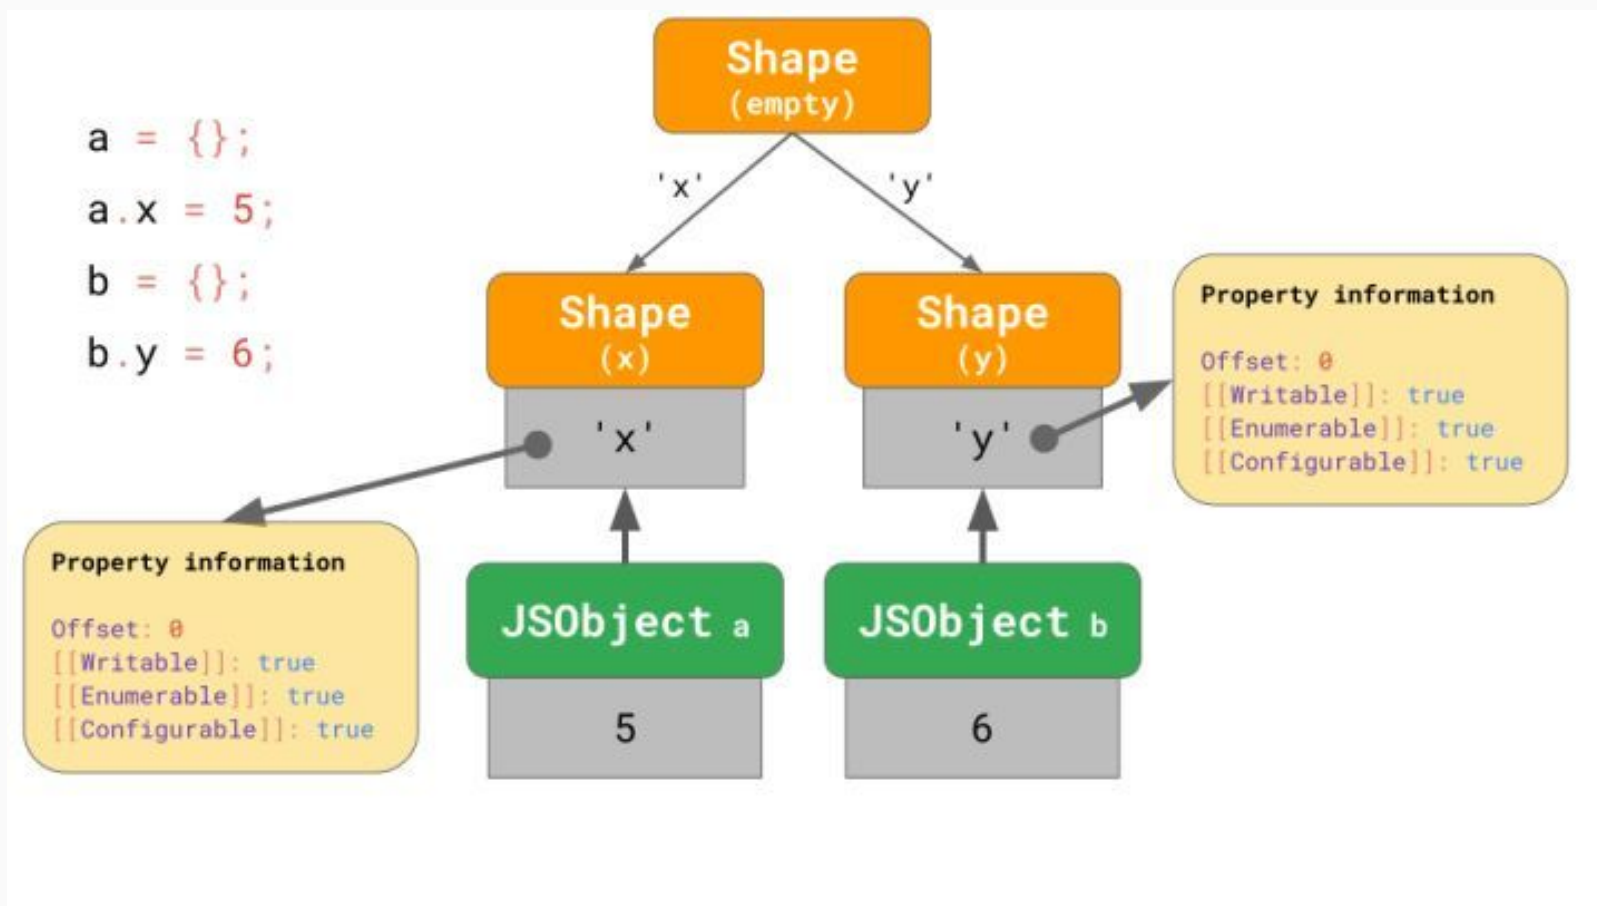 Shape
(empty)
a = {};
a.x = 5;
b = {};
b.y = 6;
'x'
'y'
Shape
(x)
'x'
Shape
(y)
'y'
Property information
Offset: 0
[[Writable]]: true
[[Enumerable]]: true
[[Configurable]]: true
Property information
Offset: 0
[[Writable]]: true
[[Enumerable]]: true
[[Configurable]]: true
JSObject a
5
JSObject b
6